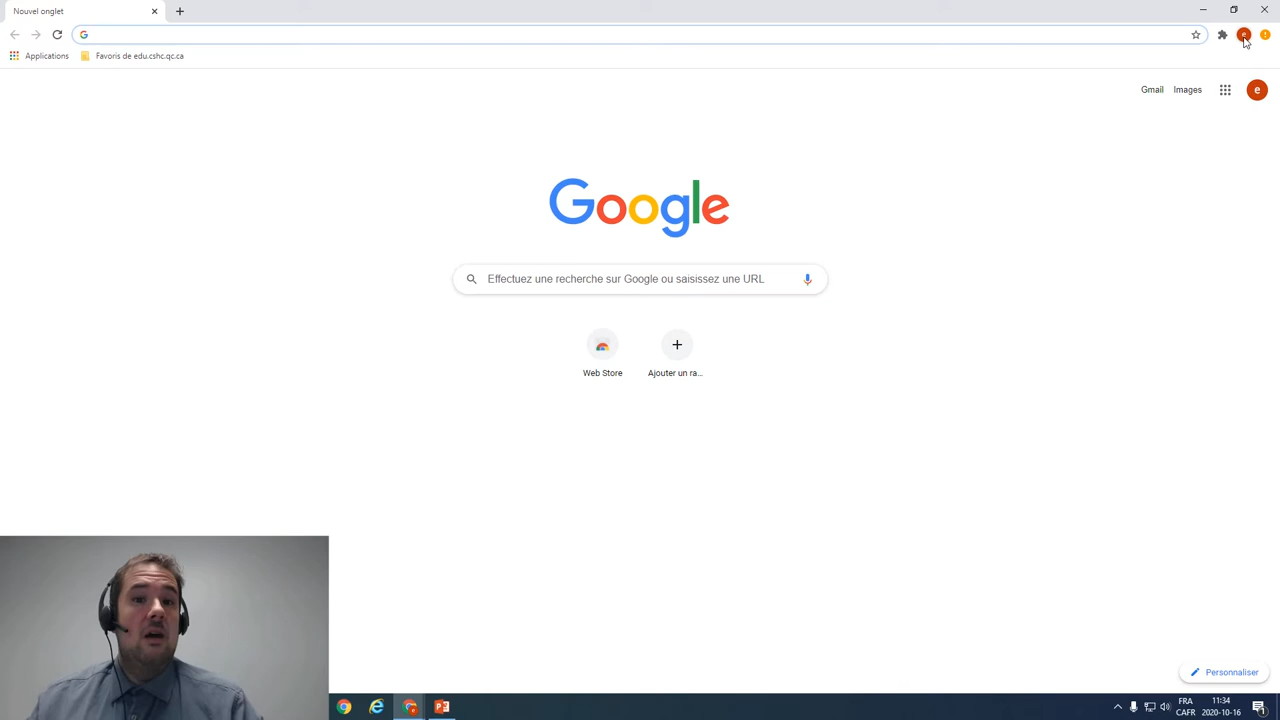 Nouvel onglet
Applications
Favoris de edu.cshc.qc.ca
e
Gmail
Images
e
Google
Effectuez une recherche sur Google ou saisissez une URL
Web Store
Ajouter un ra...
Personnaliser
FRA
CAFR
11:34
2020-10-16
1